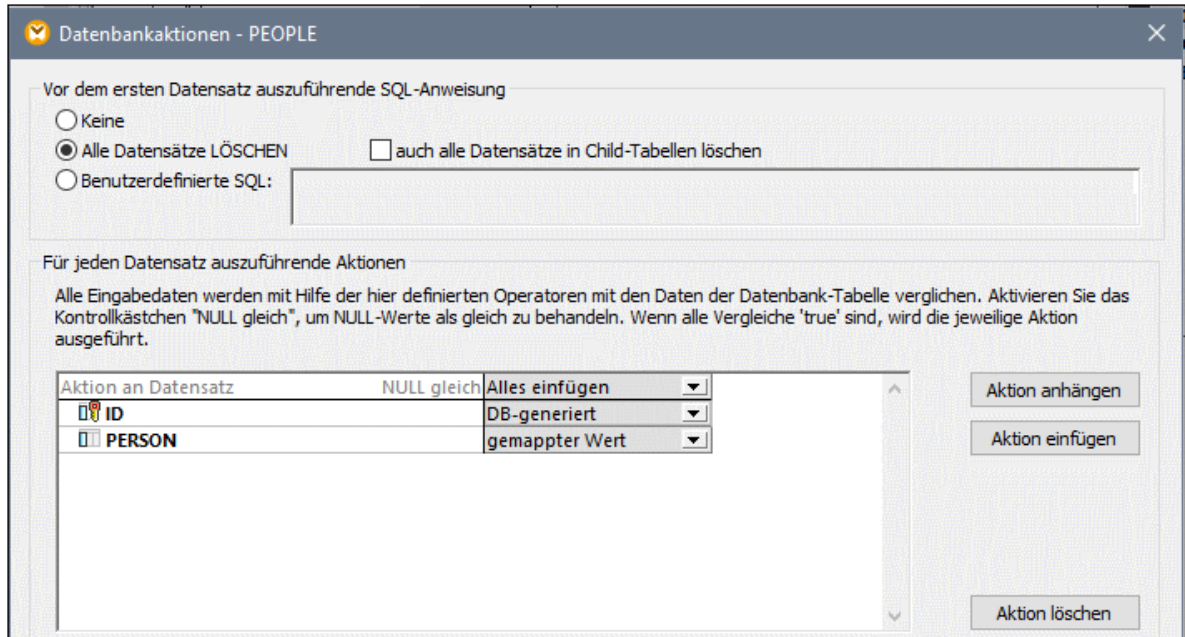 Datenbankaktionen - PEOPLE
Vor dem ersten Datensatz auszuführende SQL-Anweisung
Keine
Alle Datensätze LÖSCHEN auch alle Datensätze in Child-Tabellen löschen
Benutzerdefinierte SQL:
Für jeden Datensatz auszuführende Aktionen
Alle Eingabedaten werden mit Hilfe der hier definierten Operatoren mit den Daten der Datenbank-Tabelle verglichen. Aktivieren Sie das
Kontrollkästchen "NULL gleich", um NULL-Werte als gleich zu behandeln. Wenn alle Vergleiche 'true' sind, wird die jeweilige Aktion
ausgeführt.
Aktion an Datensatz NULL gleich Alles einfügen Aktion anhängen
ID DB-generiert
PERSON gemappter Wert Aktion einfügen
Aktion löschen